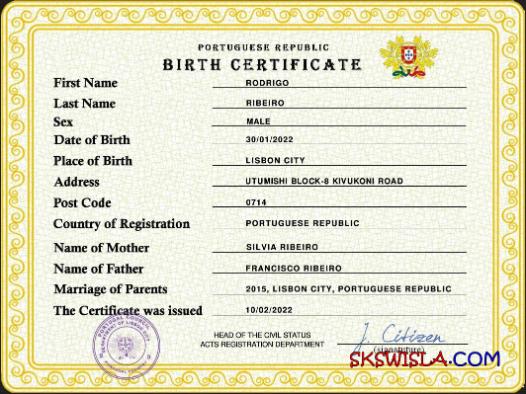 PORTUGUESE REPUBLIC
BIRTH CERTIFICATE
First Name RODRIGO
Last Name RIBEIRO
Sex MALE
Date of Birth 30/01/2022
Place of Birth LISBON CITY
Address UTUMISHI BLOCK-8 KIVUKONI ROAD
Post Code 0714
Country of Registration PORTUGUESE REPUBLIC
Name of Mother SILVIA RIBEIRO
Name of Father FRANCISCO RIBEIRO
Marriage of Parents 2015, LISBON CITY, PORTUGUESE REPUBLIC
The Certificate was issued 10/02/2022
PORTUGAL COUNCIL
HEAD OF THE CIVIL STATUS
ACTS REGISTRATION DEPARTMENT
J. Citizen
(signature)
SKSWISLA.COM